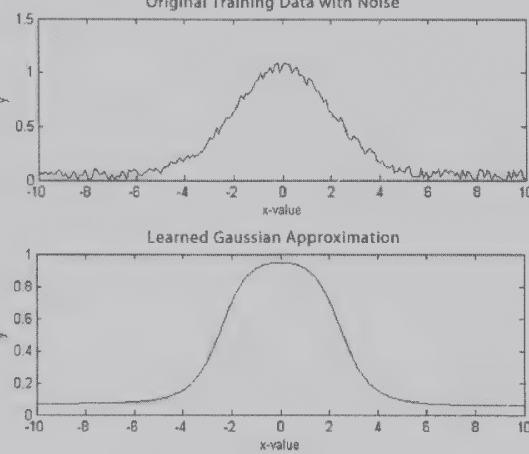 Original Training Data with Noise
1.5
1
0.5
0
y
-10 -8 -6 -4 -2 0 2 4 6 8 10
x-value
Learned Gaussian Approximation
1
0.8
0.6
0.4
0.2
0
y
-10 -8 -6 -4 -2 0 2 4 6 8 10
x-value